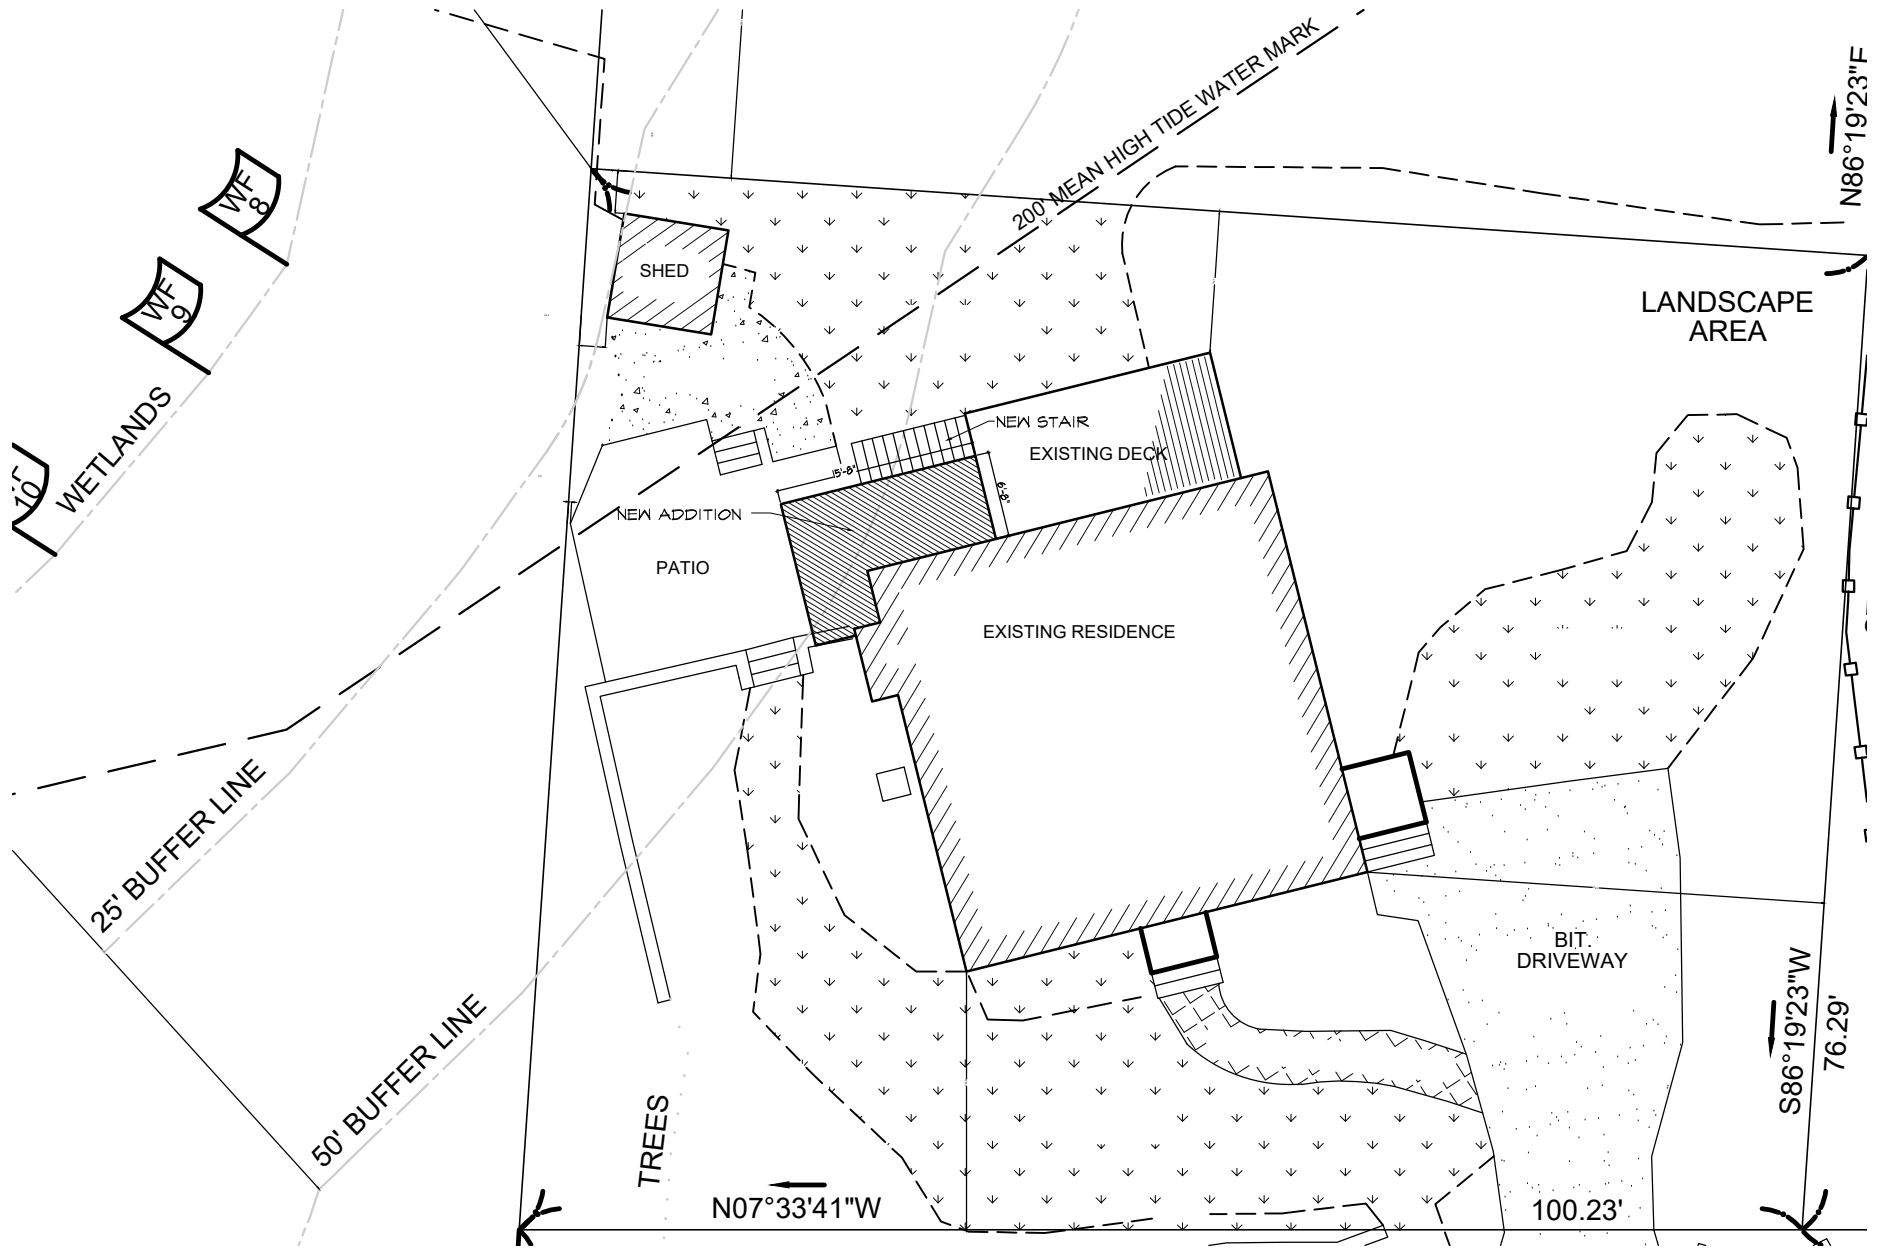 200' MEAN HIGH TIDE WATER MARK
N86°19'23"E
WF
8
SHED
WF
9
LANDSCAPE
AREA
WETLANDS
10
NEW STAIR
EXISTING DECK
15'-8"
6'-8"
NEW ADDITION
PATIO
EXISTING RESIDENCE
25' BUFFER LINE
BIT.
DRIVEWAY
50' BUFFER LINE
S86°19'23"W
76.29'
TREES
N07°33'41"W
100.23'